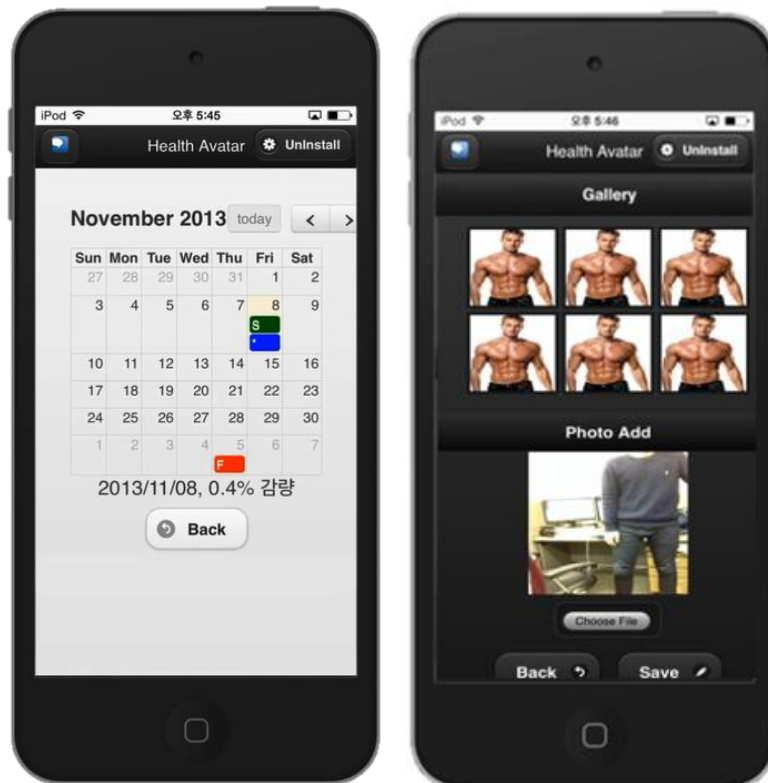 iPod 오후 5:45
Health Avatar UnInstall
November 2013 today < >
Sun Mon Tue Wed Thu Fri Sat
27 28 29 30 31 1 2
3 4 5 6 7 8 9
S
*
10 11 12 13 14 15 16
17 18 19 20 21 22 23
24 25 26 27 28 29 30
1 2 3 4 5 6 7
F
2013/11/08, 0.4% 감량
Back
iPod 오후 5:46
Health Avatar UnInstall
Gallery
Photo Add
Choose File
Back Save